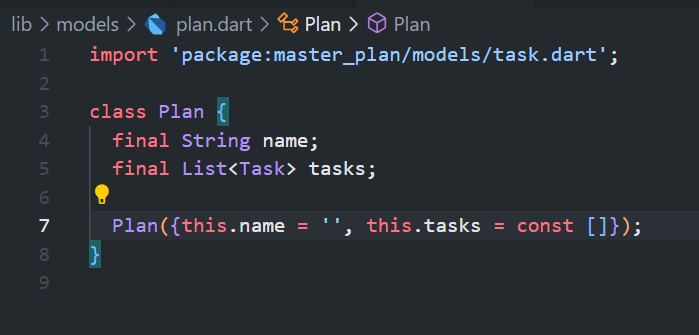 lib > models > plan.dart > Plan > Plan
1 import 'package:master_plan/models/task.dart';
2
3 class Plan {
4 final String name;
5 final List<Task> tasks;
6
7 Plan({this.name = '', this.tasks = const []});
8 }
9